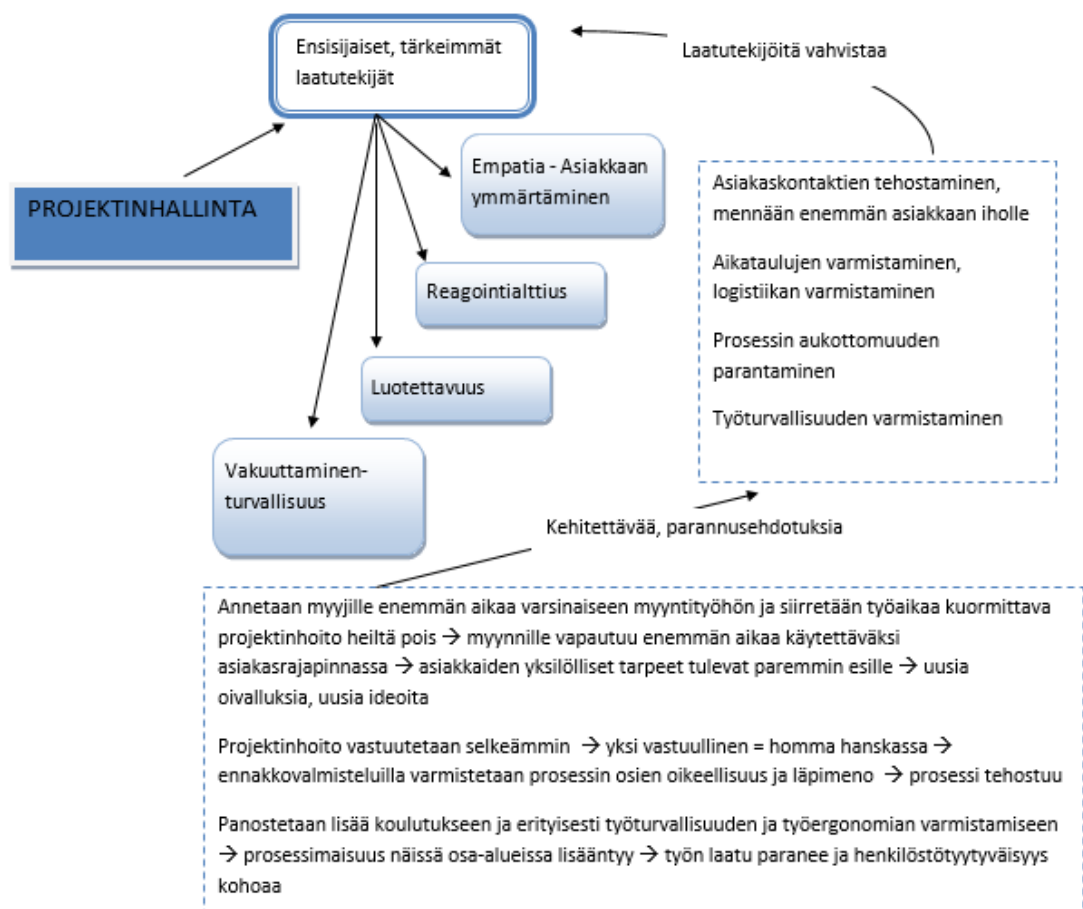 Ensisijaiset, tärkeimmät
laatutekijät
Laatutekijöitä vahvistaa
PROJEKTINHALLINTA
Empatia - Asiakkaan
ymmärtäminen
Reagointialttius
Luotettavuus
Vakuuttaminen-
turvallisuus
Asiakaskontaktien tehostaminen,
mennään enemmän asiakkaan iholle
Aikataulujen varmistaminen,
logistiikan varmistaminen
Prosessin aukottomuuden
parantaminen
Työturvallisuuden varmistaminen
Kehitettävää, parannusehdotuksia
Annetaan myyjille enemmän aikaa varsinaiseen myyntityöhön ja siirretään työaikaa kuormittava
projektinhoito heiltä pois → myynnille vapautuu enemmän aikaa käytettäväksi
asiakasrajapinnassa → asiakkaiden yksilölliset tarpeet tulevat paremmin esille → uusia
oivalluksia, uusia ideoita
Projektinhoito vastuutetaan selkeämmin → yksi vastuullinen = homma hanskassa →
ennakkovalmisteluilla varmistetaan prosessin osien oikeellisuus ja läpimeno → prosessi tehostuu
Panostetaan lisää koulutukseen ja erityisesti työturvallisuuden ja työergonomian varmistamiseen
→ prosessimaisuus näissä osa-alueissa lisääntyy → työn laatu paranee ja henkilöstötyytyväisyys
kohoaa